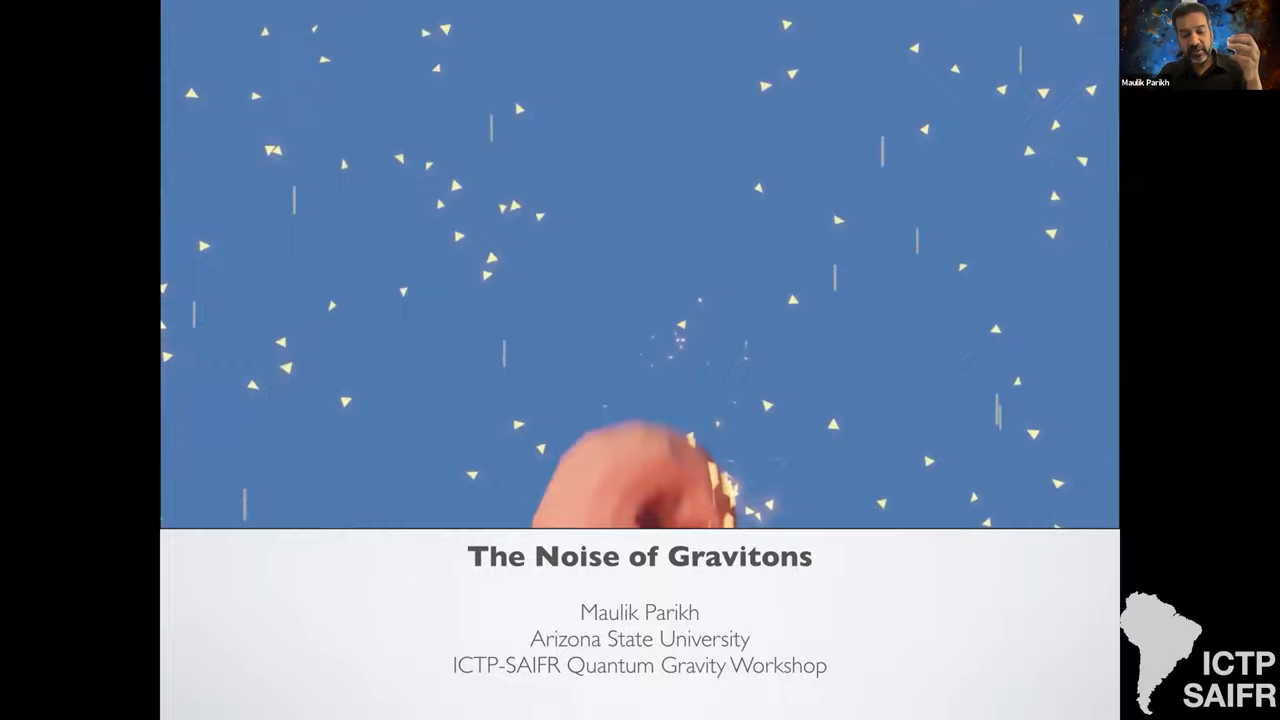 Maulik Parikh
The Noise of Gravitons
Maulik Parikh
Arizona State University
ICTP-SAIFR Quantum Gravity Workshop
ICTP
SAIFR